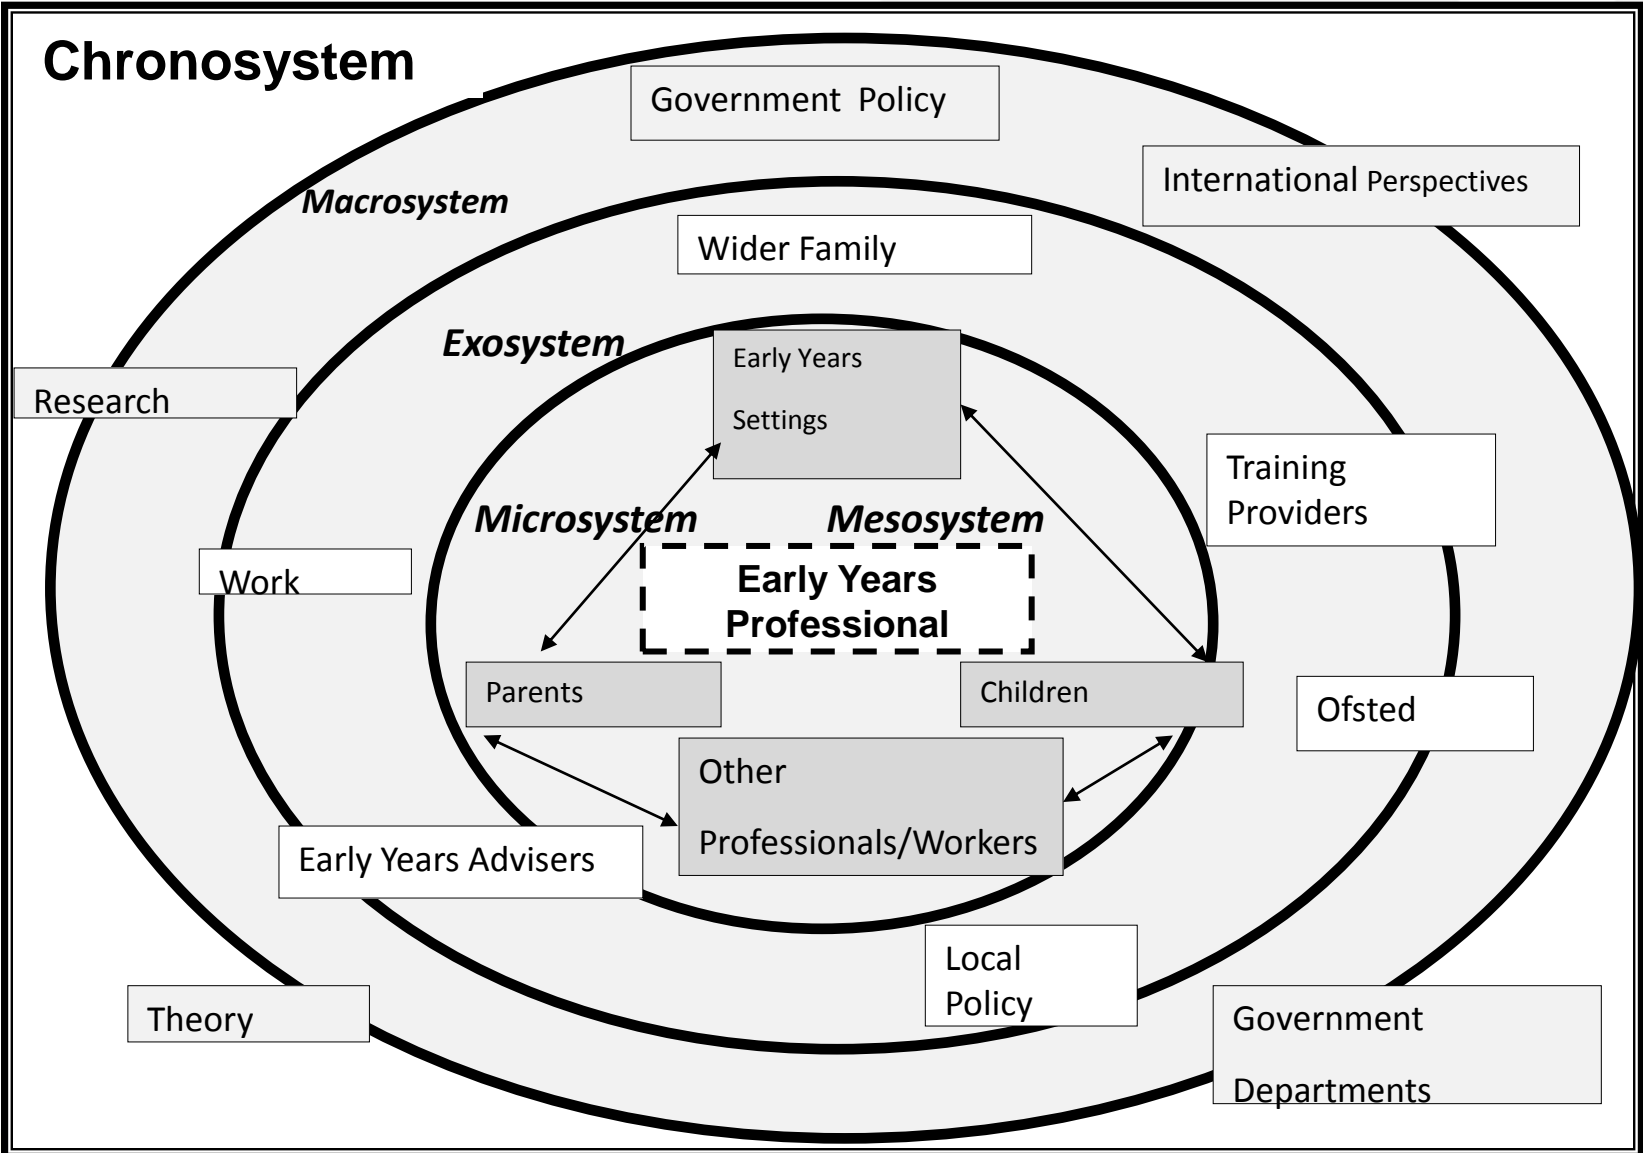 Chronosystem
Government Policy
International Perspectives
Macrosystem
Wider Family
Exosystem
Early Years
Settings
Research
Training
Providers
Microsystem
Mesosystem
Work
Early Years
Professional
Parents
Children
Ofsted
Other
Professionals/Workers
Early Years Advisers
Local
Policy
Theory
Government
Departments